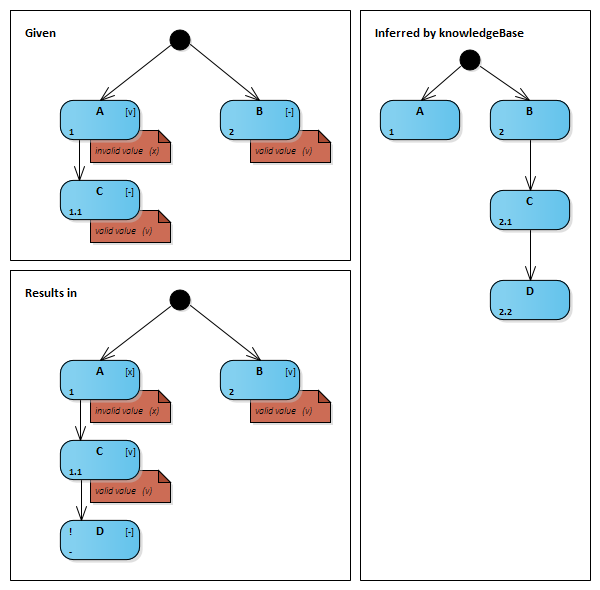 Given
A [v]
1
invalid value (x)
B [-]
2
valid value (v)
C [-]
1.1
valid value (v)
Results in
A [x]
1
invalid value (x)
B [v]
2
valid value (v)
C [v]
1.1
valid value (v)
! D [-]
-
Inferred by knowledgeBase
A
1
B
2
C
2.1
D
2.2